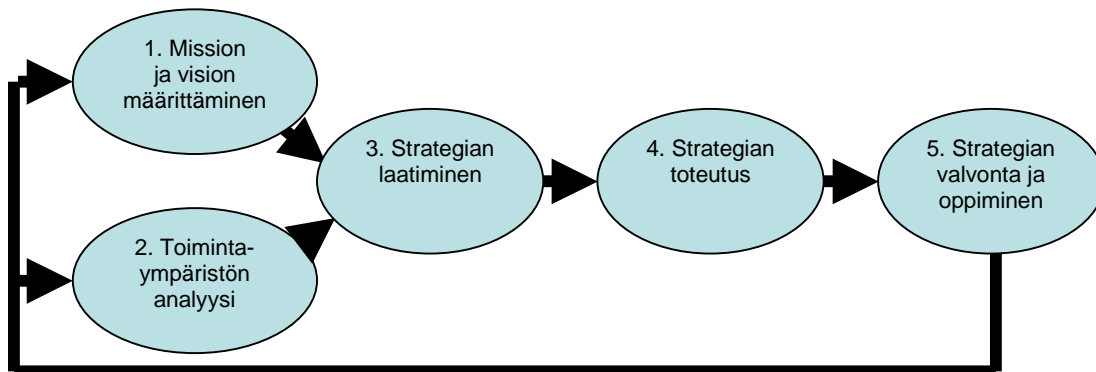 1. Mission
ja vision
määrittäminen
2. Toiminta-
ympäristön
analyysi
3. Strategian
laatiminen
4. Strategian
toteutus
5. Strategian
valvonta ja
oppiminen